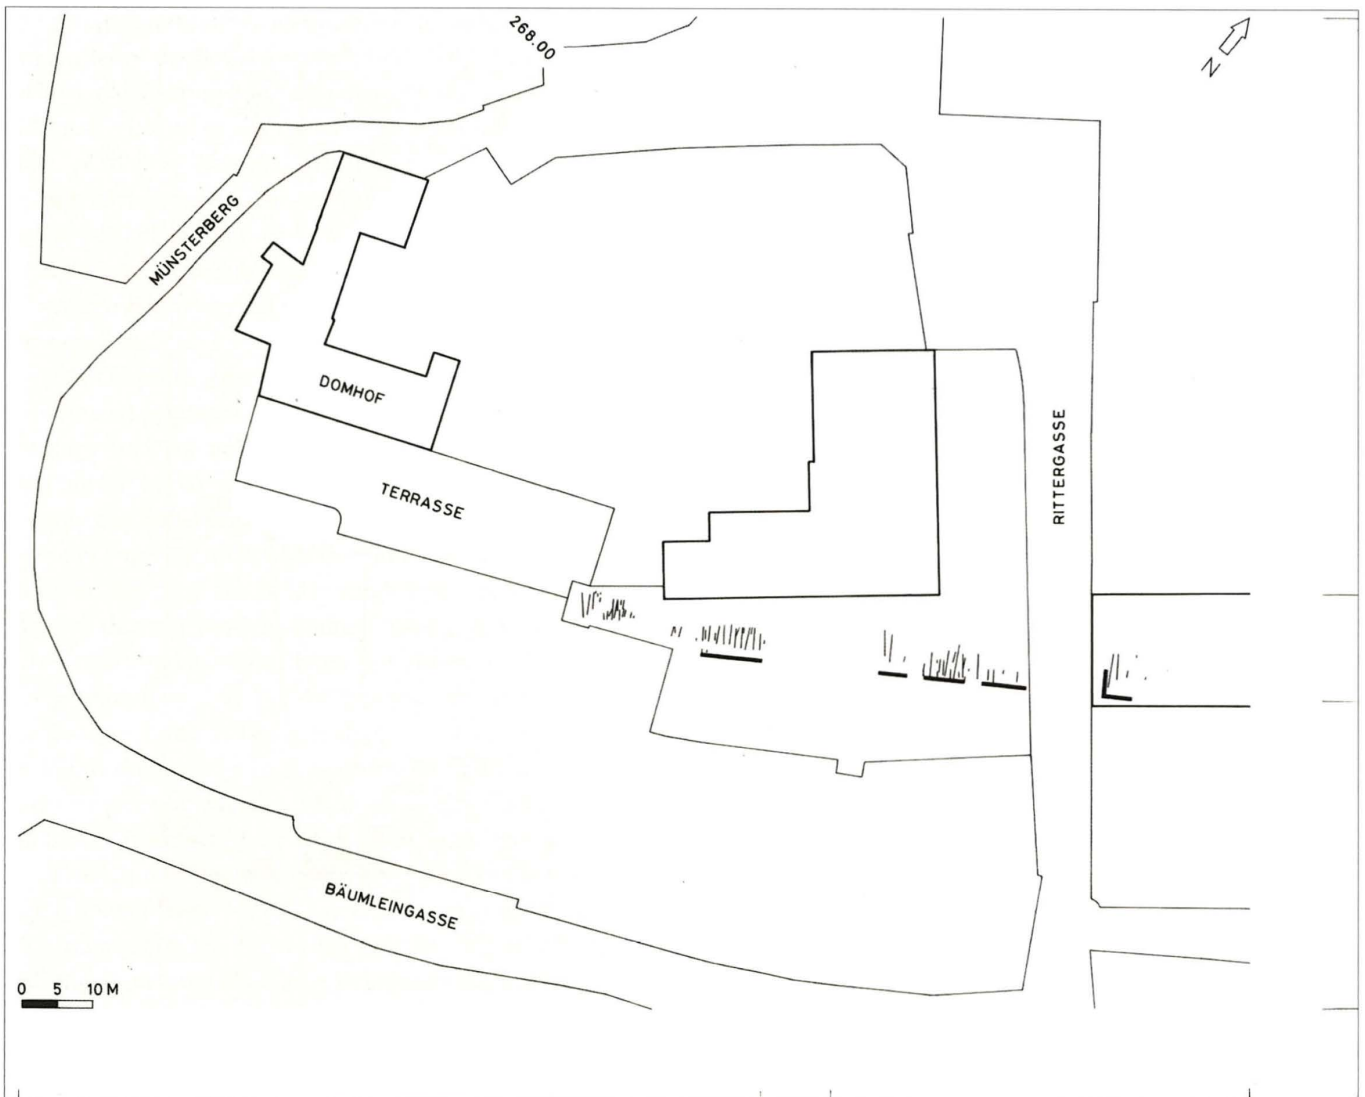 268.00
N
MÜNSTERBERG
DOMHOF
TERRASSE
RITTERGASSE
BÄUMLEINGASSE
0 5 10 M